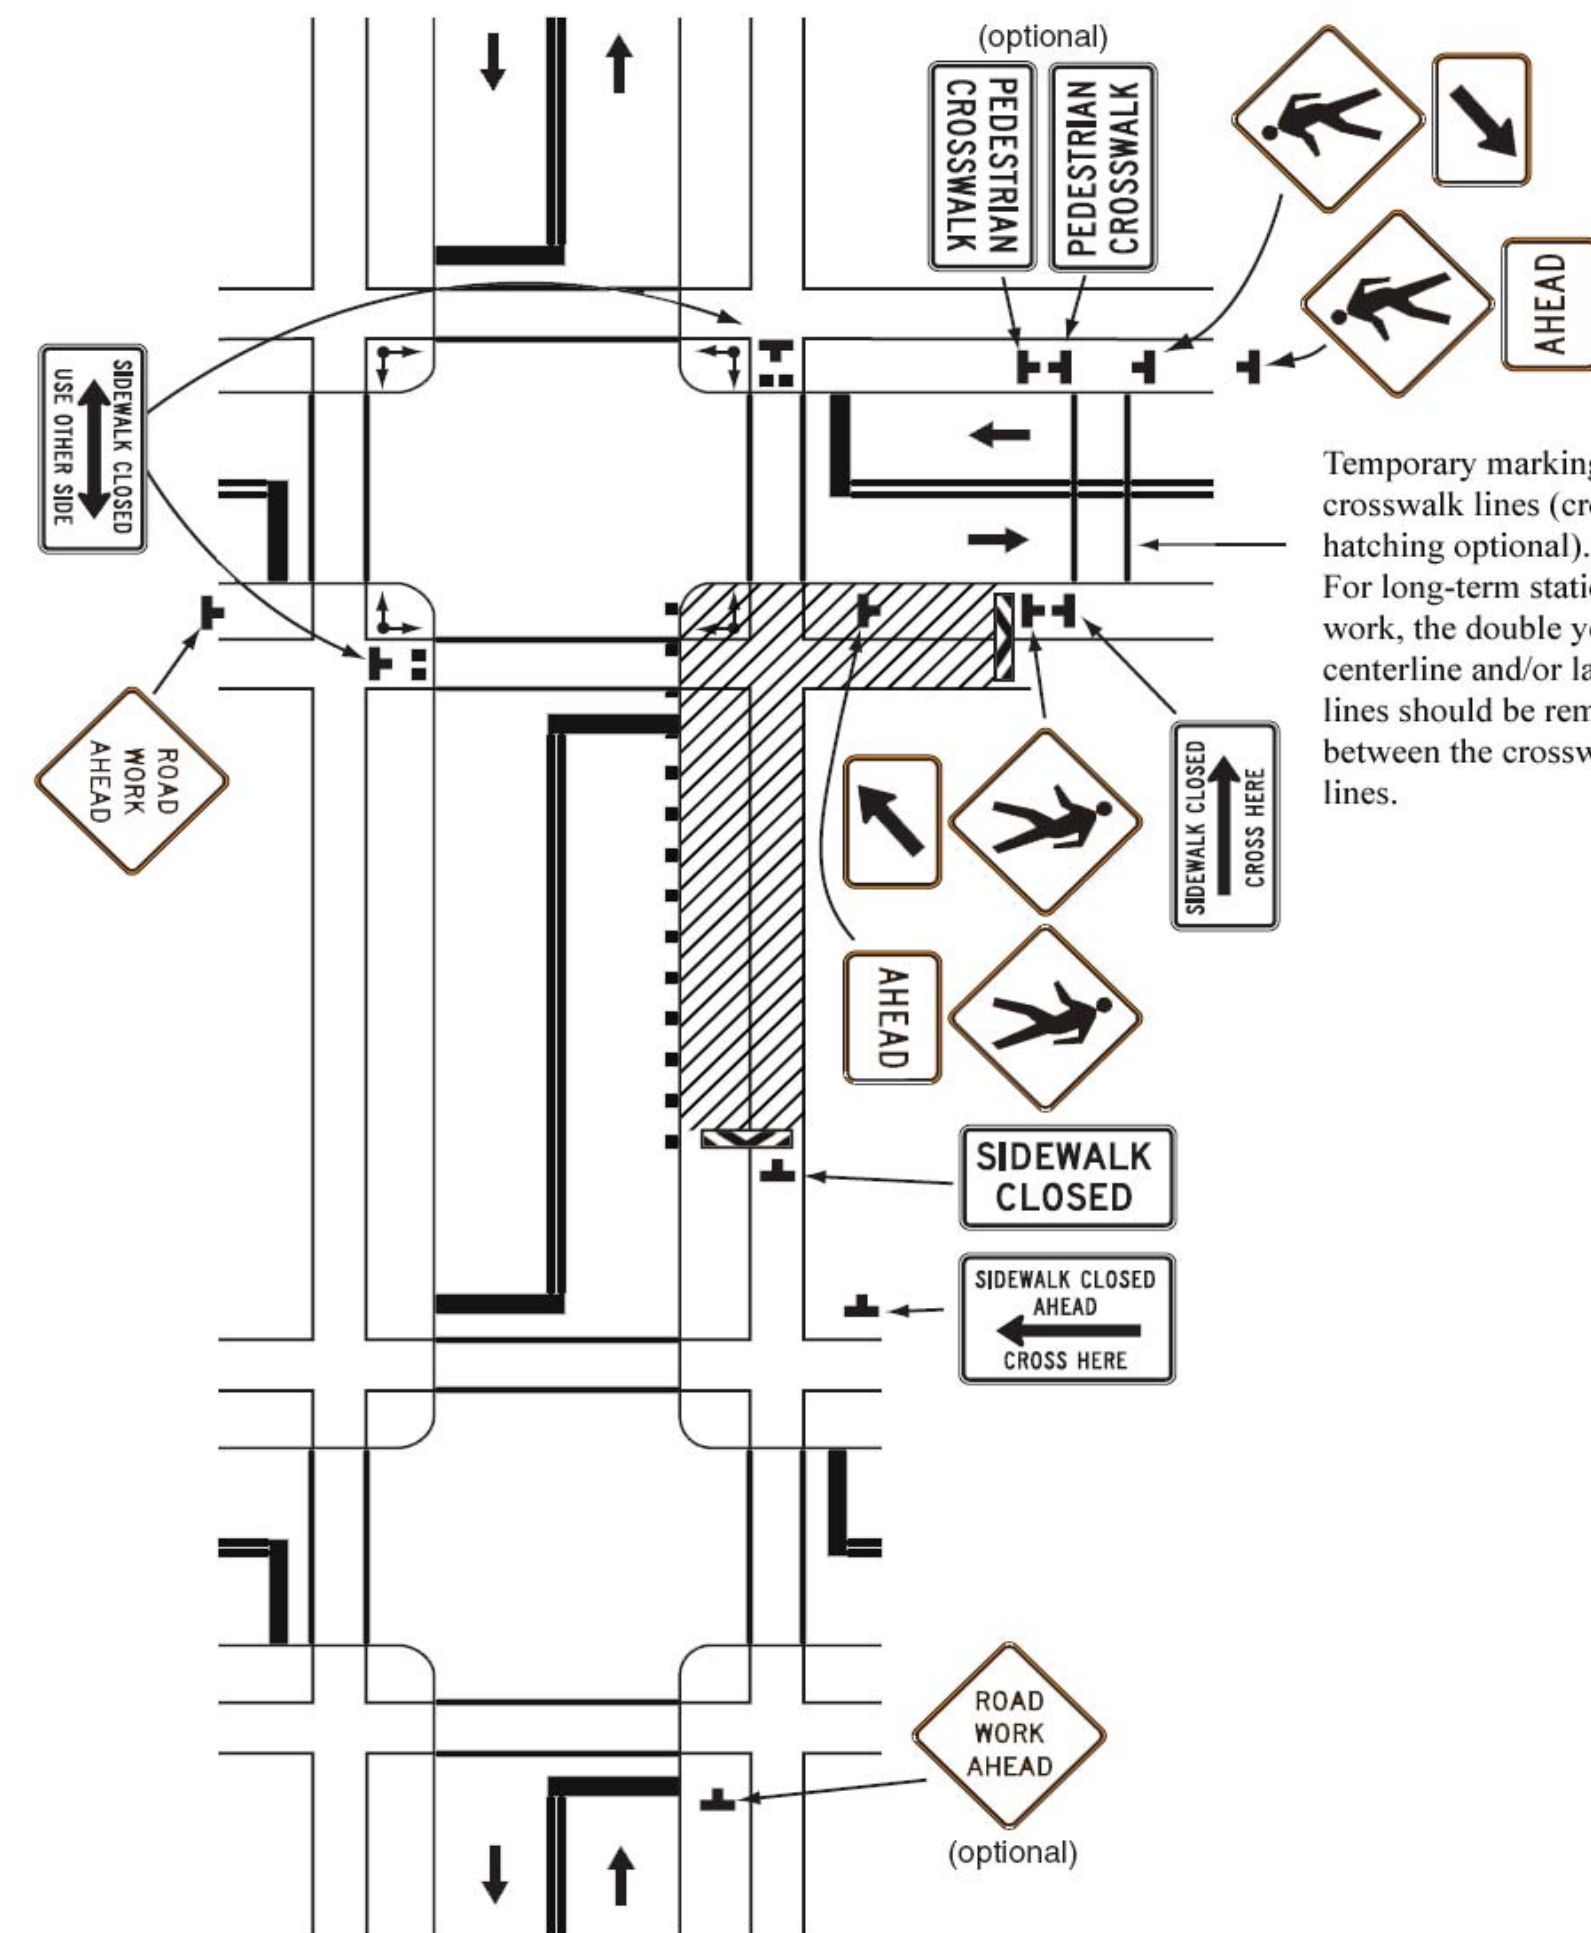 (optional)
PEDESTRIAN
CROSSWALK
PEDESTRIAN
CROSSWALK
AHEAD
SIDEWALK CLOSED
USE OTHER SIDE
Temporary marking
crosswalk lines (cro
hatching optional).
For long-term static
work, the double ye
centerline and/or la
lines should be rem
between the crossw
lines.
ROAD
WORK
AHEAD
SIDEWALK CLOSED
CROSS HERE
AHEAD
SIDEWALK
CLOSED
SIDEWALK CLOSED
AHEAD
CROSS HERE
ROAD
WORK
AHEAD
(optional)